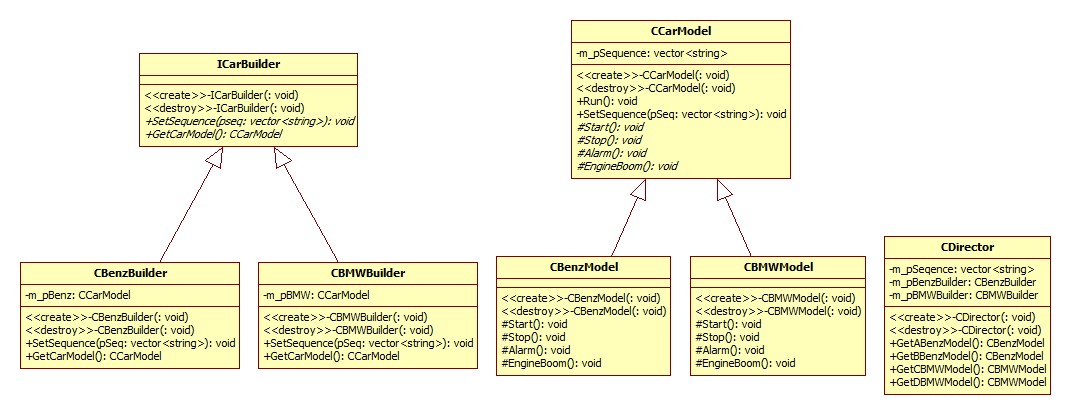 ICarBuilder
<<create>>-ICarBuilder(: void)
<<destroy>>-ICarBuilder(: void)
+SetSequence(pseq: vector<string>): void
+GetCarModel(): CCarModel
CCarModel
-m_pSequence: vector<string>
<<create>>-CCarModel(: void)
<<destroy>>-CCarModel(: void)
+Run(): void
+SetSequence(pSeq: vector<string>): void
#Start(): void
#Stop(): void
#Alarm(): void
#EngineBoom(): void
CBenzBuilder
-m_pBenz: CCarModel
<<create>>-CBenzBuilder(: void)
<<destroy>>-CBenzBuilder(: void)
+SetSequence(pSeq: vector<string>): void
+GetCarModel(): CCarModel
CBMWBuilder
-m_pBMW: CCarModel
<<create>>-CBMWBuilder(: void)
<<destroy>>-CBMWBuilder(: void)
+SetSequence(pSeq: vector<string>): void
+GetCarModel(): CCarModel
CBenzModel
<<create>>-CBenzModel(: void)
<<destroy>>-CBenzModel(: void)
#Start(): void
#Stop(): void
#Alarm(): void
#EngineBoom(): void
CBMWModel
<<create>>-CBMWModel(: void)
<<destroy>>-CBMWModel(: void)
#Start(): void
#Stop(): void
#Alarm(): void
#EngineBoom(): void
CDirector
-m_pSeqence: vector<string>
-m_pBenzBuilder: CBenzBuilder
-m_pBMWBuilder: CBMWBuilder
<<create>>-CDirector(: void)
<<destroy>>-CDirector(: void)
+GetABenzModel(): CBenzModel
+GetBBenzModel(): CBenzModel
+GetCBMWModel(): CBMWModel
+GetDBMWModel(): CBMWModel